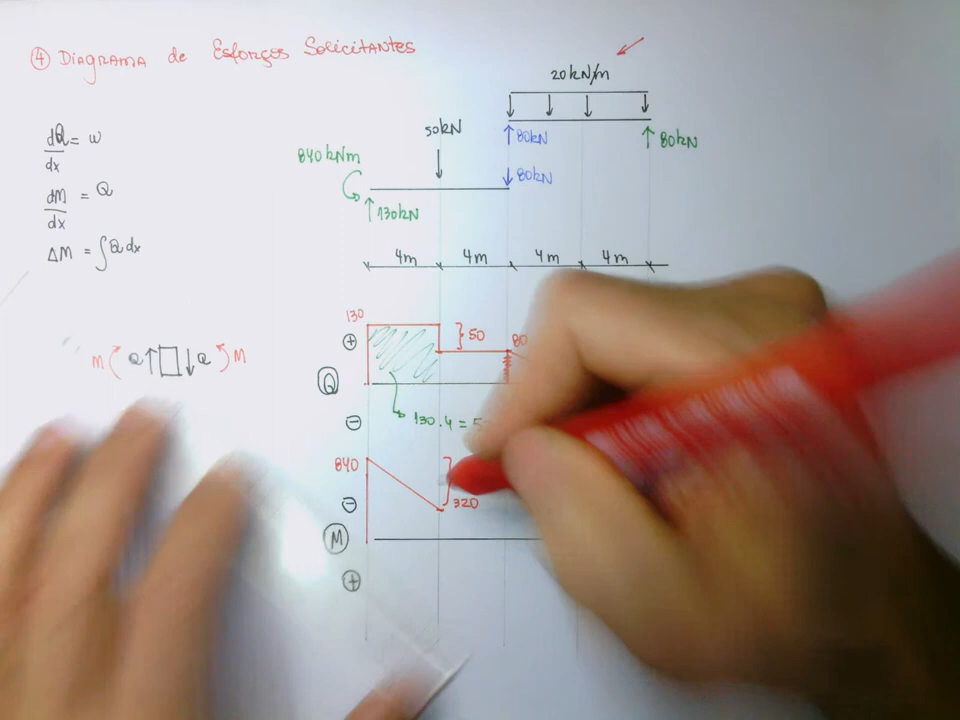 ④ DIAGRAMA de Esforços SoLiciTANTES
20kN/m
dQ = w
dx
50kN
80kN
80kN
840kNm
80kN
dM = Q
dx
130kN
ΔM = ∫Q dx
4m 4m 4m 4m
130
+
50
80
M Q Q M
Q
130.4 = 5
-
840
-
320
M
+